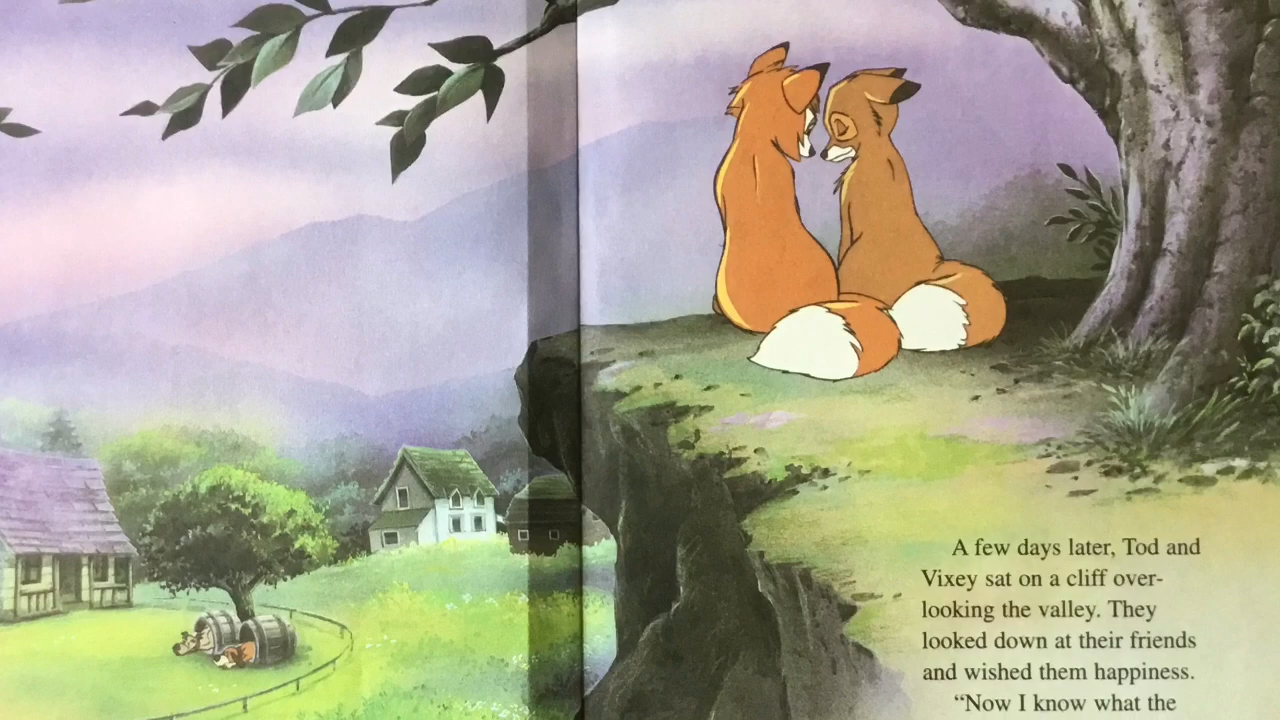 A few days later, Tod and
Vixey sat on a cliff over-
looking the valley. They
looked down at their friends
and wished them happiness.
“Now I know what the